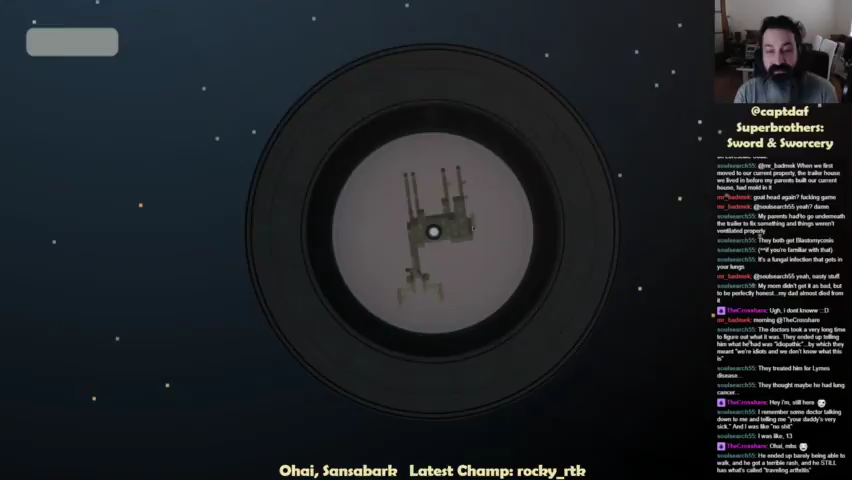 @captdaf
Superbrothers:
Sword & Sworcery
soulsearch55: @mr_badmek When we first
moved to our current property, the trailer house
we lived in before my parents built our current
house, had mold in it
mr_badmek: goat head again? fucking game
mr_badmek: @soulsearch55 yeah? damn
soulsearch55: My parents had to go underneath
the trailer to fix something and things weren't
ventilated properly
soulsearch55: They both got Blastomycosis
soulsearch55: (^^if you're familiar with that)
soulsearch55: It's a fungal infection that gets in
your lungs
mr_badmek: @soulsearch55 yeah, nasty stuff
soulsearch55: My mom didn't get it as bad, but
to be perfectly honest...my dad almost died from
it
TheCrosshare: Ugh, i dont knoww :::D
mr_badmek: morning @TheCrosshare
soulsearch55: The doctors took a very long time
to figure out what it was. They ended up telling
him what he had was "idiopathic"...by which they
meant "we're idiots and we don't know what this
is"
soulsearch55: They treated him for Lymes
disease...
soulsearch55: They thought maybe he had lung
cancer...
TheCrosshare: Hey i'm, still here
soulsearch55: I remember some doctor talking
down to me and telling me "your daddy's very
sick." And I was like "no shit"
soulsearch55: I was like, 13
TheCrosshare: Ohai, mbs
soulsearch55: He ended up barely being able to
walk, and he got a terrible rash, and he STILL
has what's called "traveling arthritis"
Ohai, Sansabark Latest Champ: rocky_rtk